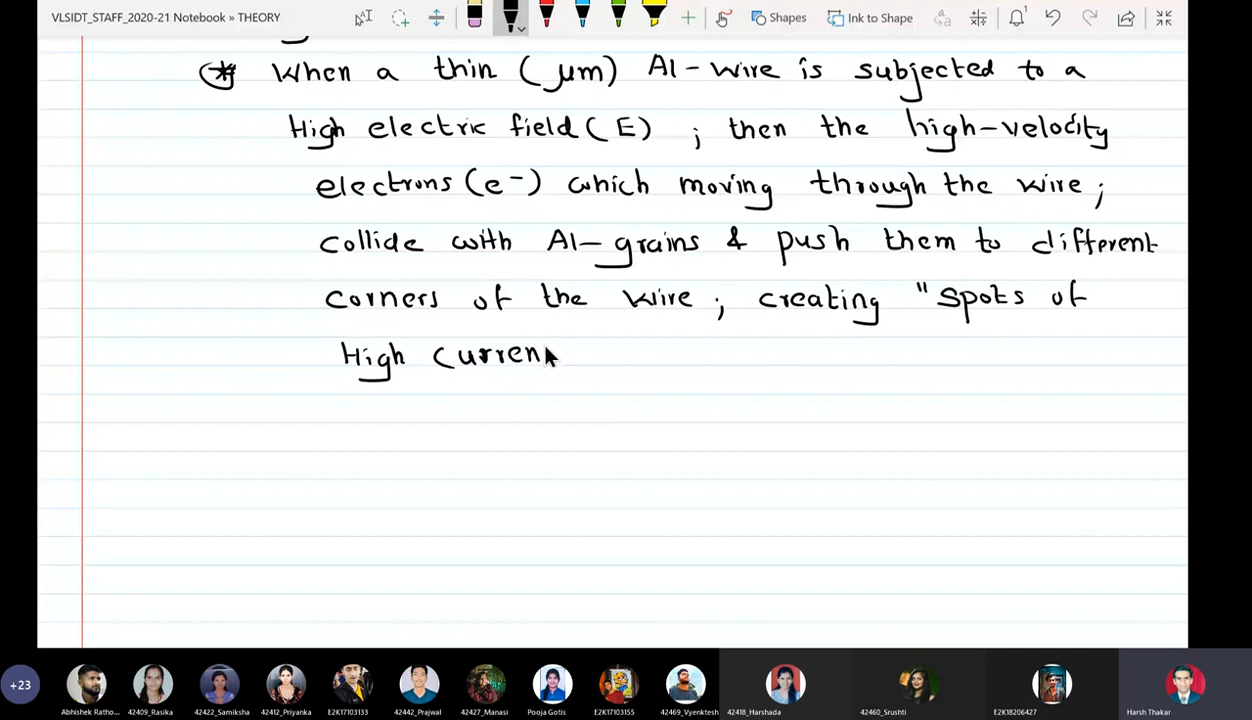 VLSIDT_STAFF_2020-21 Notebook » THEORY
Shapes
Ink to Shape
When a thin (μm) Al-wire is subjected to a
High electric field (E) ; then the high-velocity
electrons (e-) which moving through the wire ;
collide with Al-grains & push them to different
corners of the wire ; creating "spots of
High Curren
+23
Abhishek Ratho...
42409_Rasika
42422_Samiksha
42412_Priyanka
E2K17103133
42442_Prajwal
42427_Manasi
Pooja Gotis
E2K17103155
42469_Vyenktesh
42418_Harshada
42460_Srushti
E2K18206427
Harsh Thakar